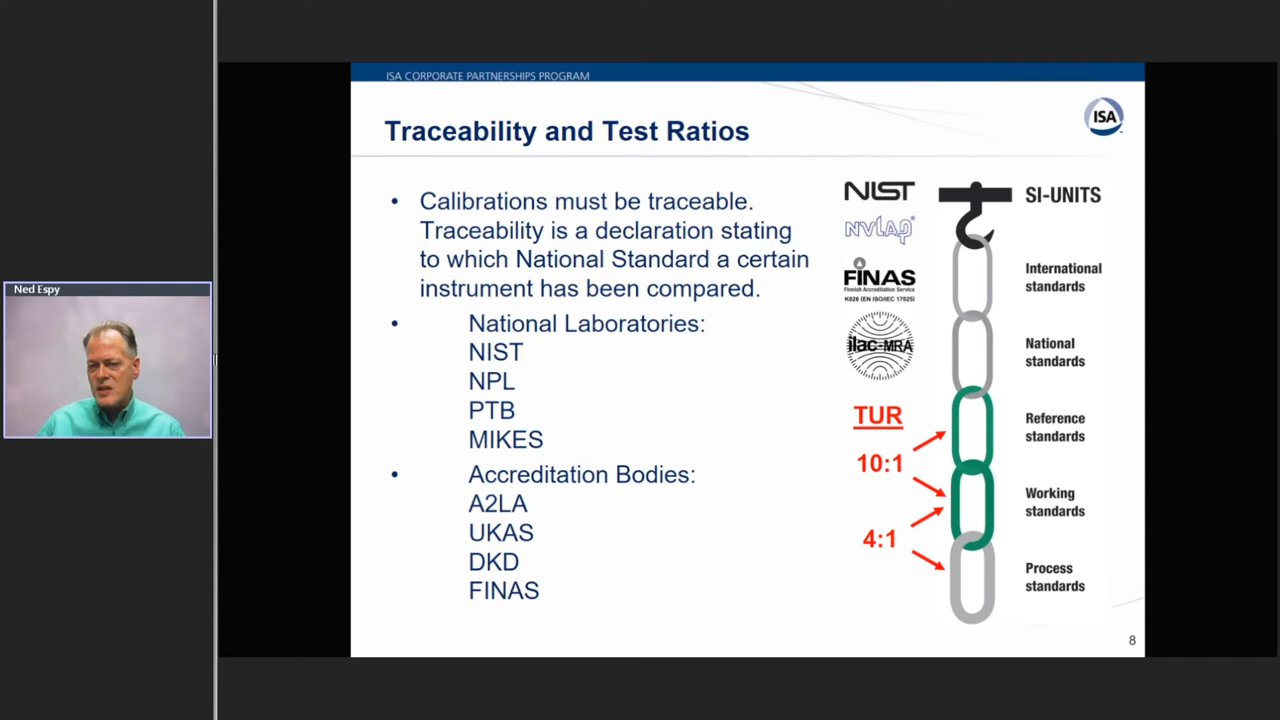 Ned Espy
ISA CORPORATE PARTNERSHIPS PROGRAM
Traceability and Test Ratios
ISA
• Calibrations must be traceable.
Traceability is a declaration stating
to which National Standard a certain
instrument has been compared.
• National Laboratories:
NIST
NPL
PTB
MIKES
• Accreditation Bodies:
A2LA
UKAS
DKD
FINAS
NIST
NVLAP®
FINAS
Finnish Accreditation Service
K026 (EN ISO/IEC 17025)
ilac-MRA
TUR
10:1
4:1
SI-UNITS
International
standards
National
standards
Reference
standards
Working
standards
Process
standards
8